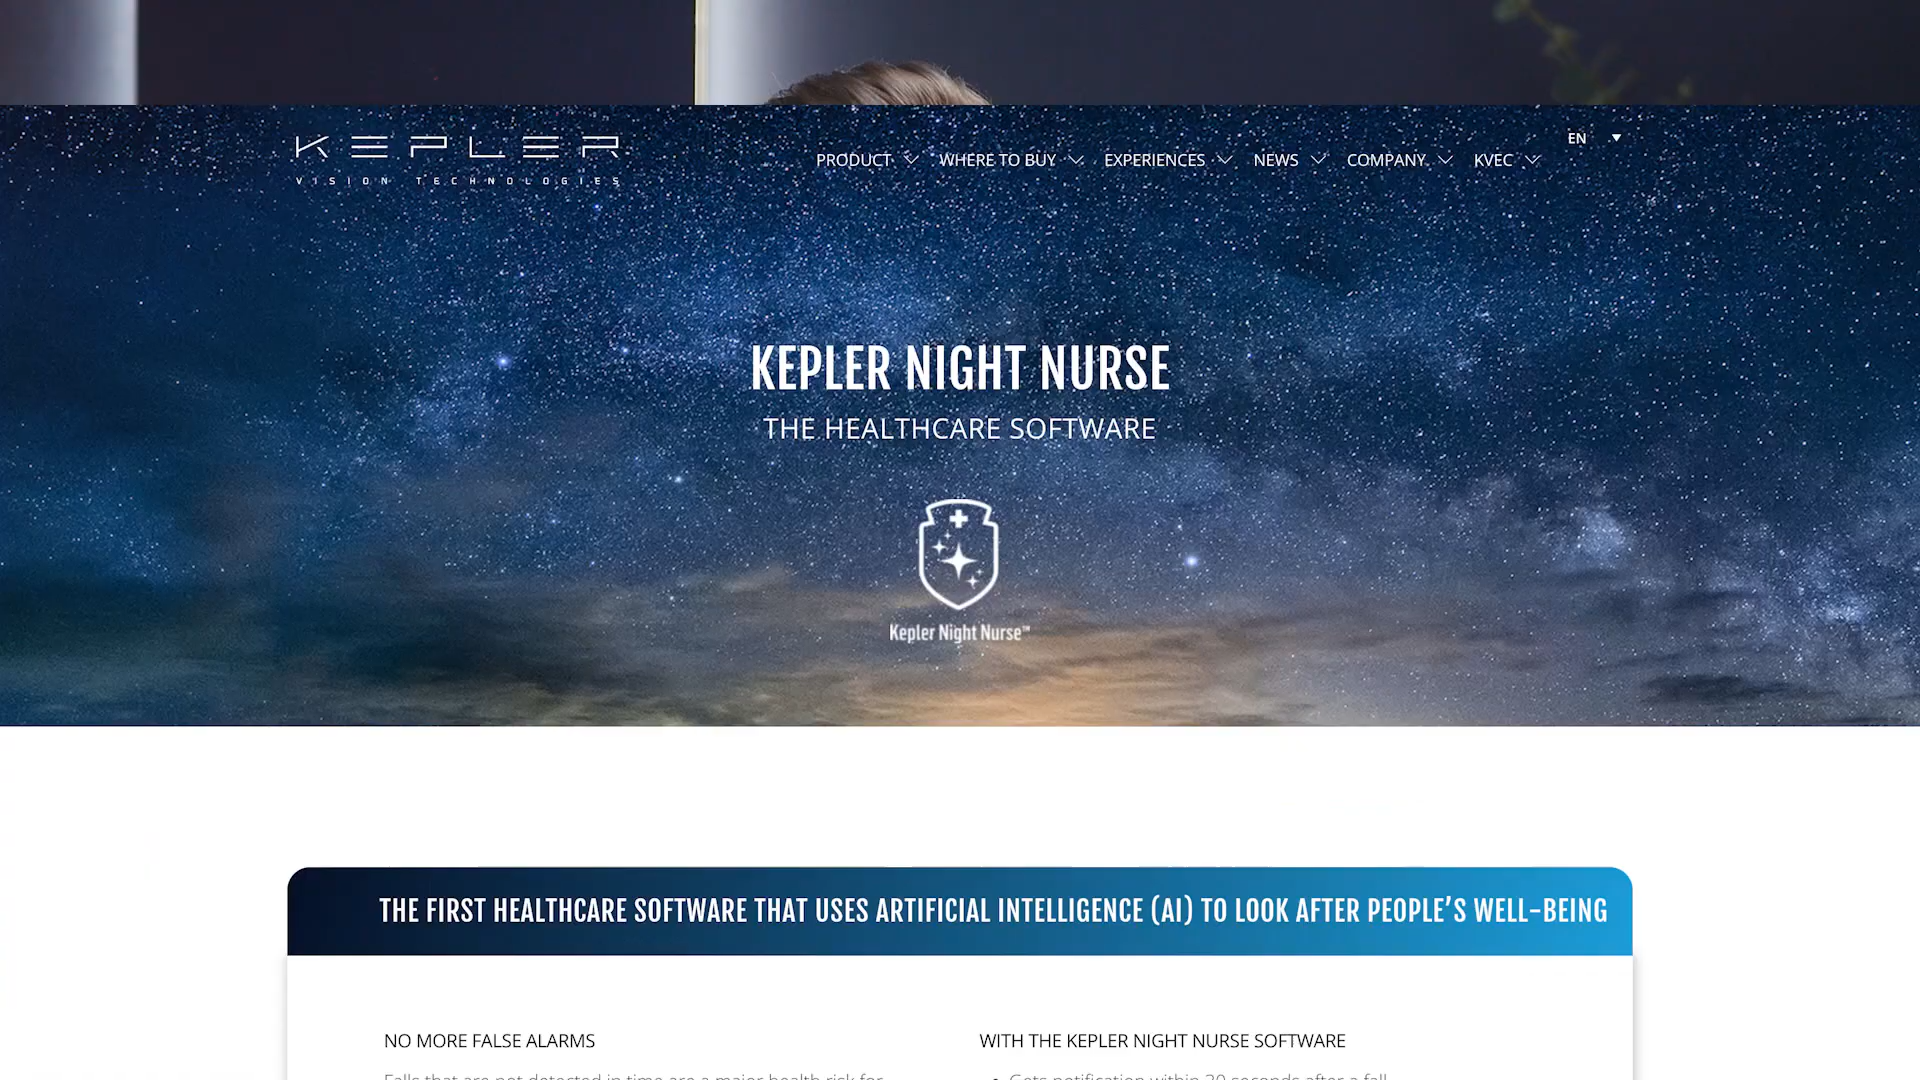 KEPLER
VISION TECHNOLOGIES
PRODUCT
WHERE TO BUY
EXPERIENCES
NEWS
COMPANY
KVEC
EN
KEPLER NIGHT NURSE
THE HEALTHCARE SOFTWARE
Kepler Night Nurse™
THE FIRST HEALTHCARE SOFTWARE THAT USES ARTIFICIAL INTELLIGENCE (AI) TO LOOK AFTER PEOPLE'S WELL-BEING
NO MORE FALSE ALARMS
Falls that are not detected in time are a major health risk for
WITH THE KEPLER NIGHT NURSE SOFTWARE
• Gets notification within 30 seconds after a fall